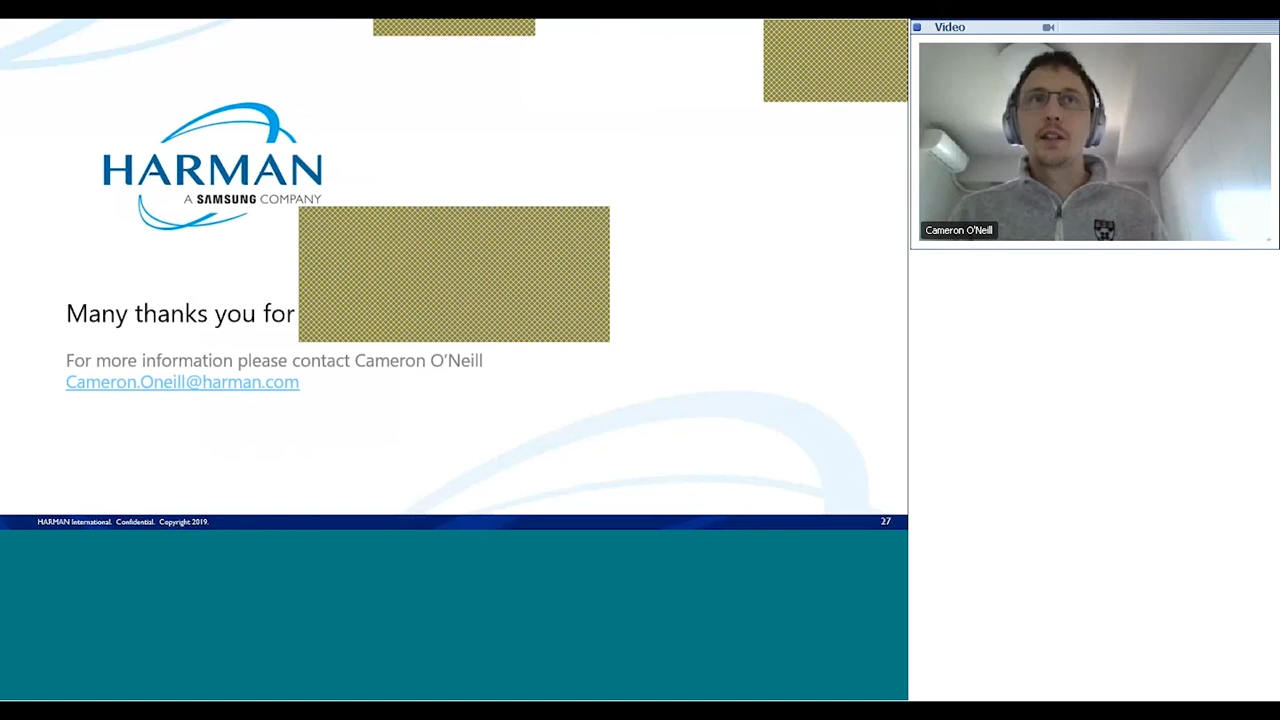 Video
HARMAN
A SAMSUNG COMPANY
Many thanks you for
For more information please contact Cameron O'Neill
Cameron.Oneill@harman.com
Cameron O'Neill
HARMAN International. Confidential. Copyright 2019.
27